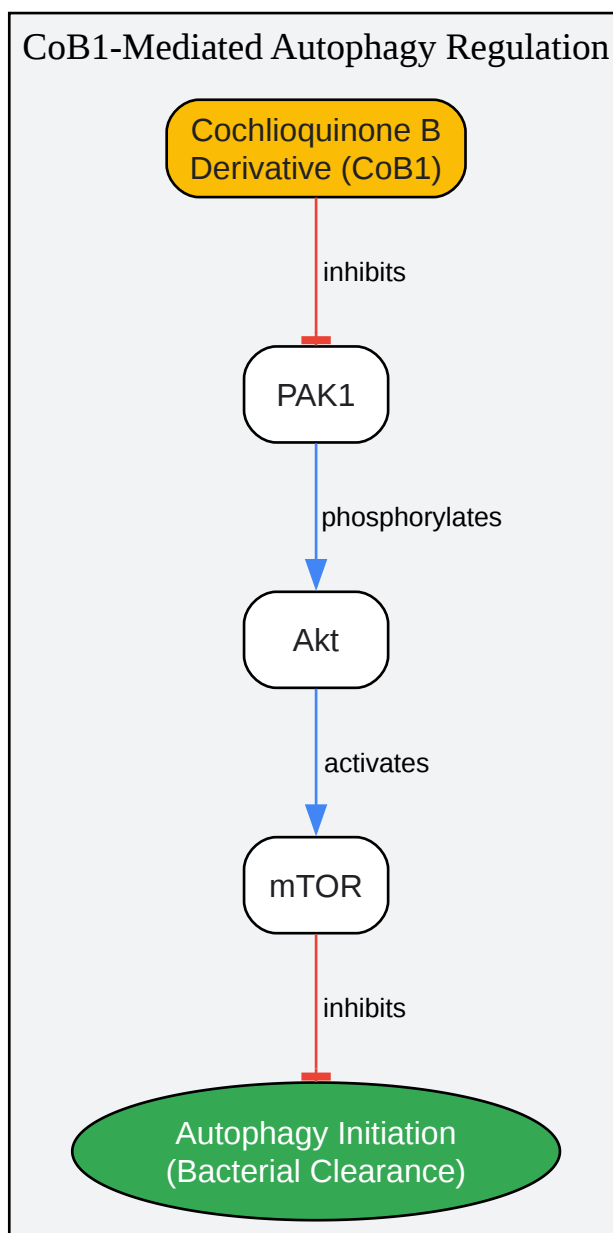 CoB1-Mediated Autophagy Regulation
Cochlioquinone B
Derivative (CoB1)
inhibits
PAK1
phosphorylates
Akt
activates
mTOR
inhibits
Autophagy Initiation
(Bacterial Clearance)